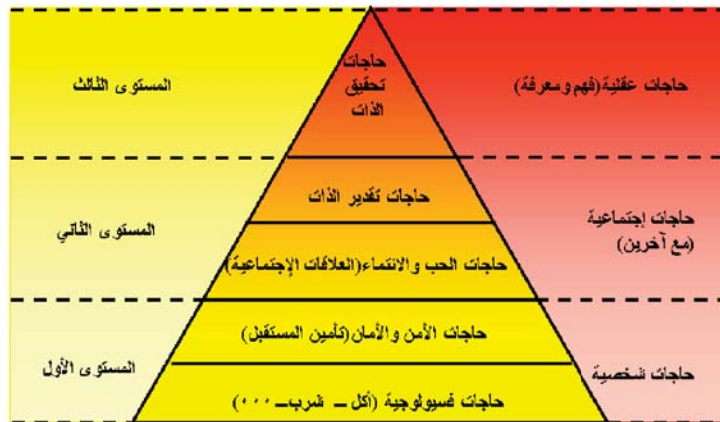 حاجات
تحقيق
الذات
المستوى الثالث
حاجات عقلية(فهم ومعرفة)
حاجات تقدير الذات
حاجات إجتماعية
(مع آخرين)
المستوى الثاني
حاجات الحب والانتماء(العلاقات الإجتماعية)
حاجات الأمن والأمان(تأمين المستقبل)
المستوى الأول
حاجات شخصية
حاجات فسيولوجية (أكل – شرب–٠٠٠)